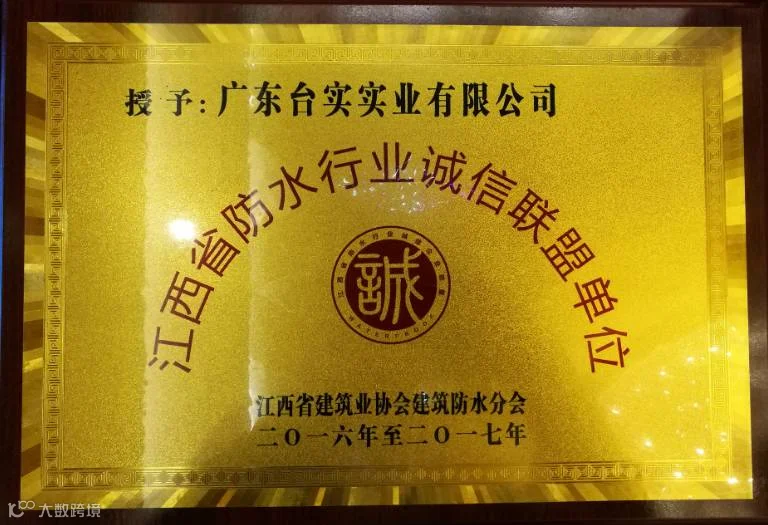 授予：广东台实实业有限公司
江西省防水行业诚信联盟单位
誠
WATERPROOF
江西省建筑业协会建筑防水分会
二〇一六年至二〇一七年
大数跨境